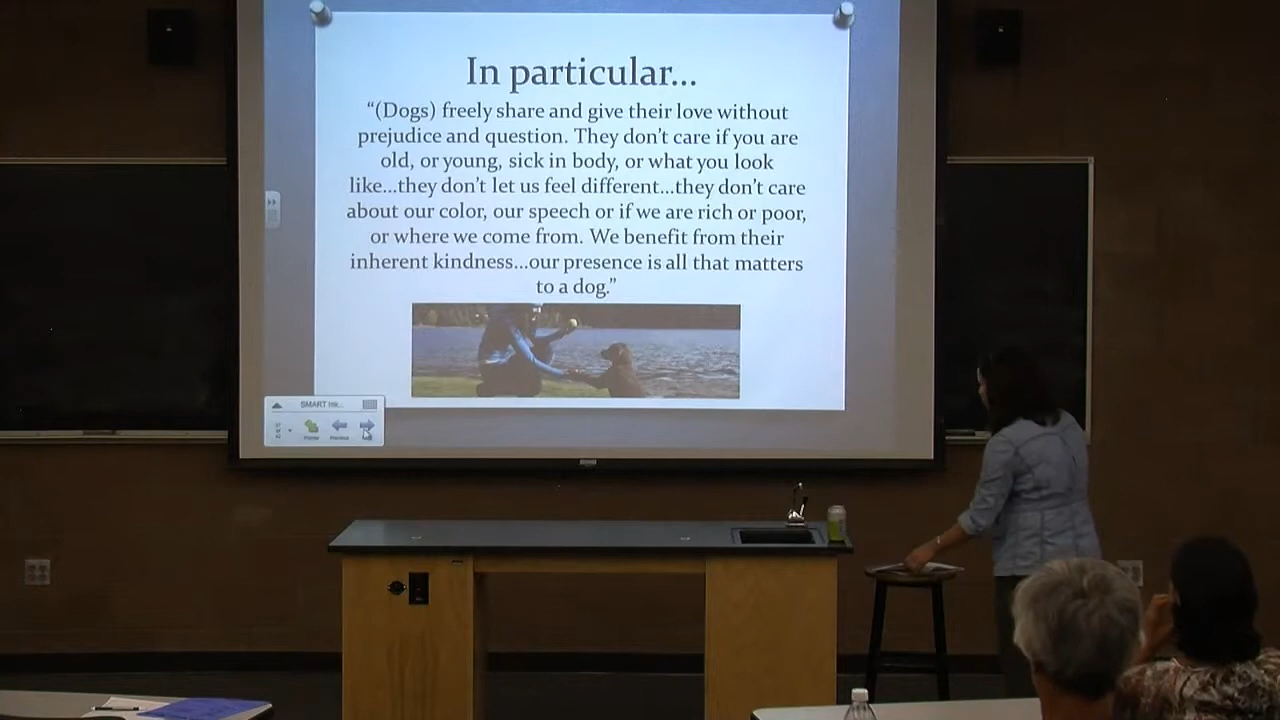 In particular...
“(Dogs) freely share and give their love without
prejudice and question. They don’t care if you are
old, or young, sick in body, or what you look
like...they don’t let us feel different...they don’t care
about our color, our speech or if we are rich or poor,
or where we come from. We benefit from their
inherent kindness...our presence is all that matters
to a dog.”
SMART Ink...
Previous